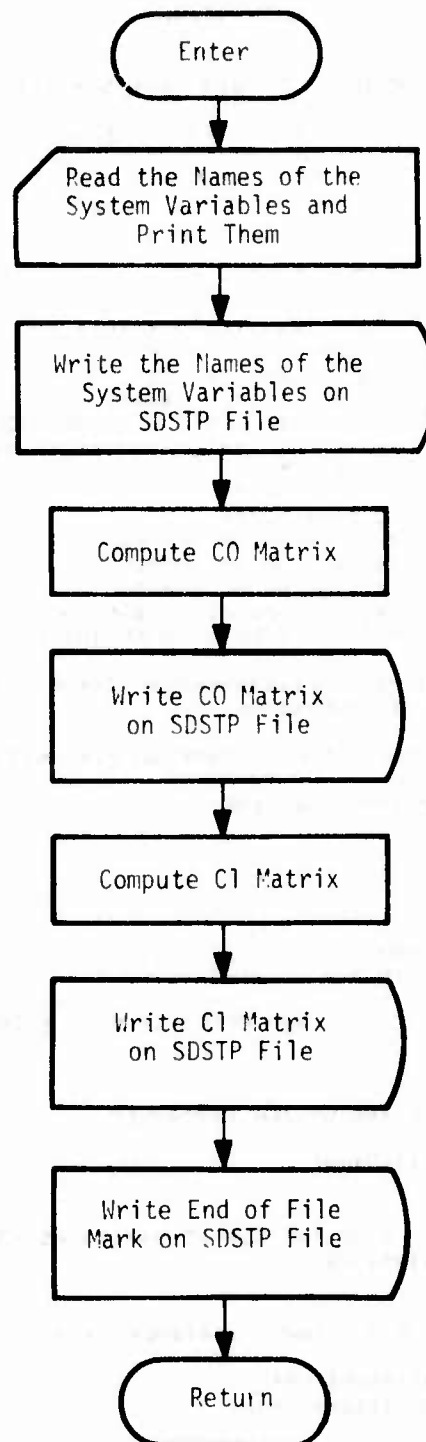 Enter
Read the Names of the
System Variables and
Print Them
Write the Names of the
System Variables on
SDSTP File
Compute C0 Matrix
Write C0 Matrix
on SDSTP File
Compute C1 Matrix
Write C1 Matrix
on SDSTP File
Write End of File
Mark on SDSTP File
Return